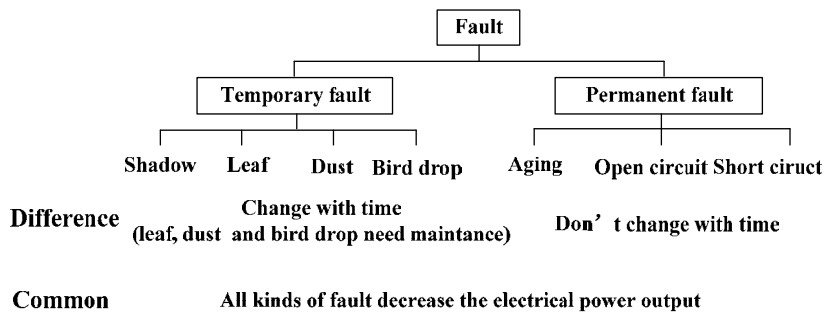 Fault
Temporary fault
Permanent fault
Shadow
Leaf
Dust
Bird drop
Aging
Open circuit
Short ciruct
Difference
Change with time
(leaf, dust and bird drop need maintance)
Don’t change with time
Common
All kinds of fault decrease the electrical power output